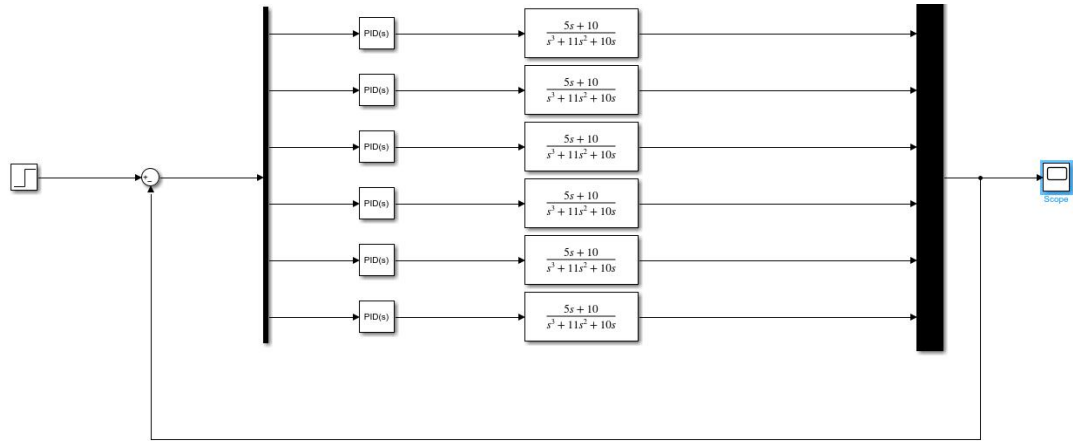 PID(s)
5s + 10
s³ + 11s² + 10s
PID(s)
5s + 10
s³ + 11s² + 10s
PID(s)
5s + 10
s³ + 11s² + 10s
+
−
PID(s)
5s + 10
s³ + 11s² + 10s
Scope
PID(s)
5s + 10
s³ + 11s² + 10s
PID(s)
5s + 10
s³ + 11s² + 10s